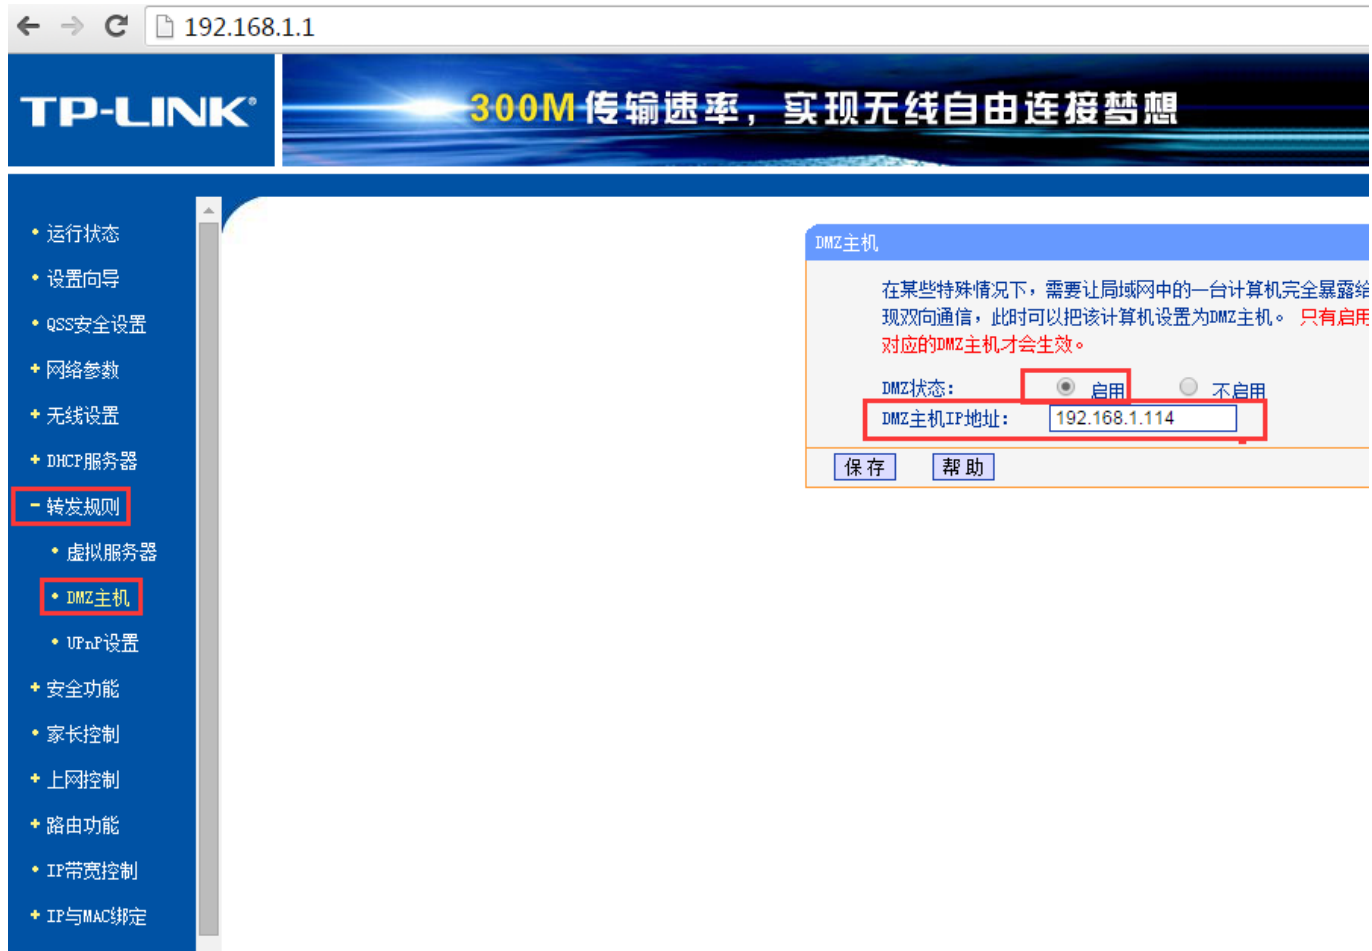 192.168.1.1
TP-LINK®
300M传输速率，实现无线自由连接梦想
运行状态
设置向导
QSS安全设置
网络参数
无线设置
DHCP服务器
转发规则
虚拟服务器
DMZ主机
UPnP设置
安全功能
家长控制
上网控制
路由功能
IP带宽控制
IP与MAC绑定
DMZ主机
在某些特殊情况下，需要让局域网中的一台计算机完全暴露给
现双向通信，此时可以把该计算机设置为DMZ主机。 只有启用
对应的DMZ主机才会生效。
DMZ状态： 启用 不启用
DMZ主机IP地址： 192.168.1.114
保存 帮助